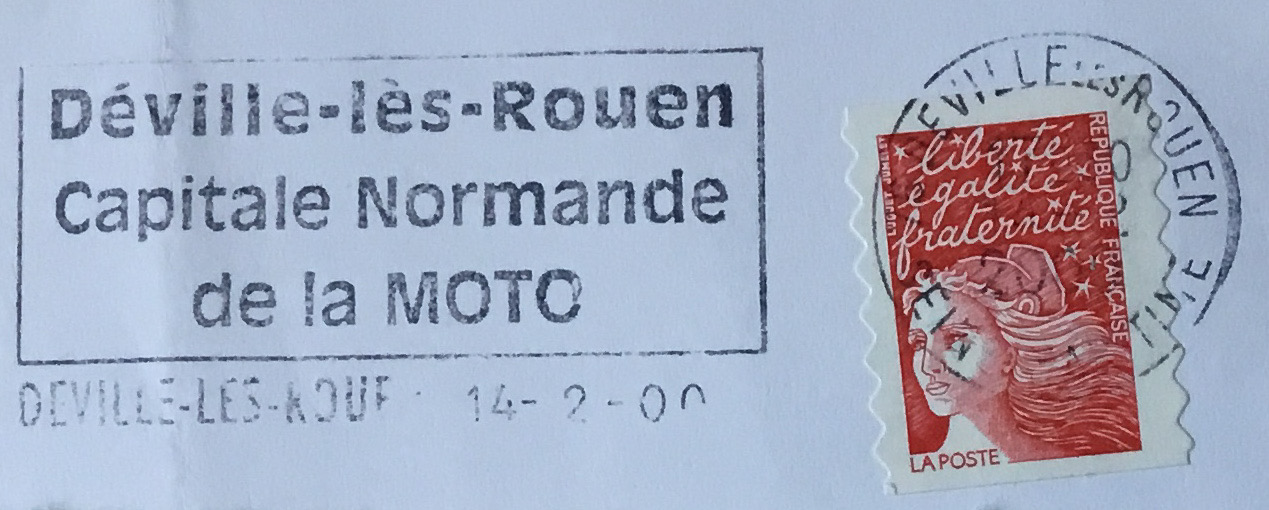 Déville-lès-Rouen
Capitale Normande
de la MOTO
14-2-00
liberté
égalité
fraternité
REPUBLIQUE FRANÇAISE
LA POSTE